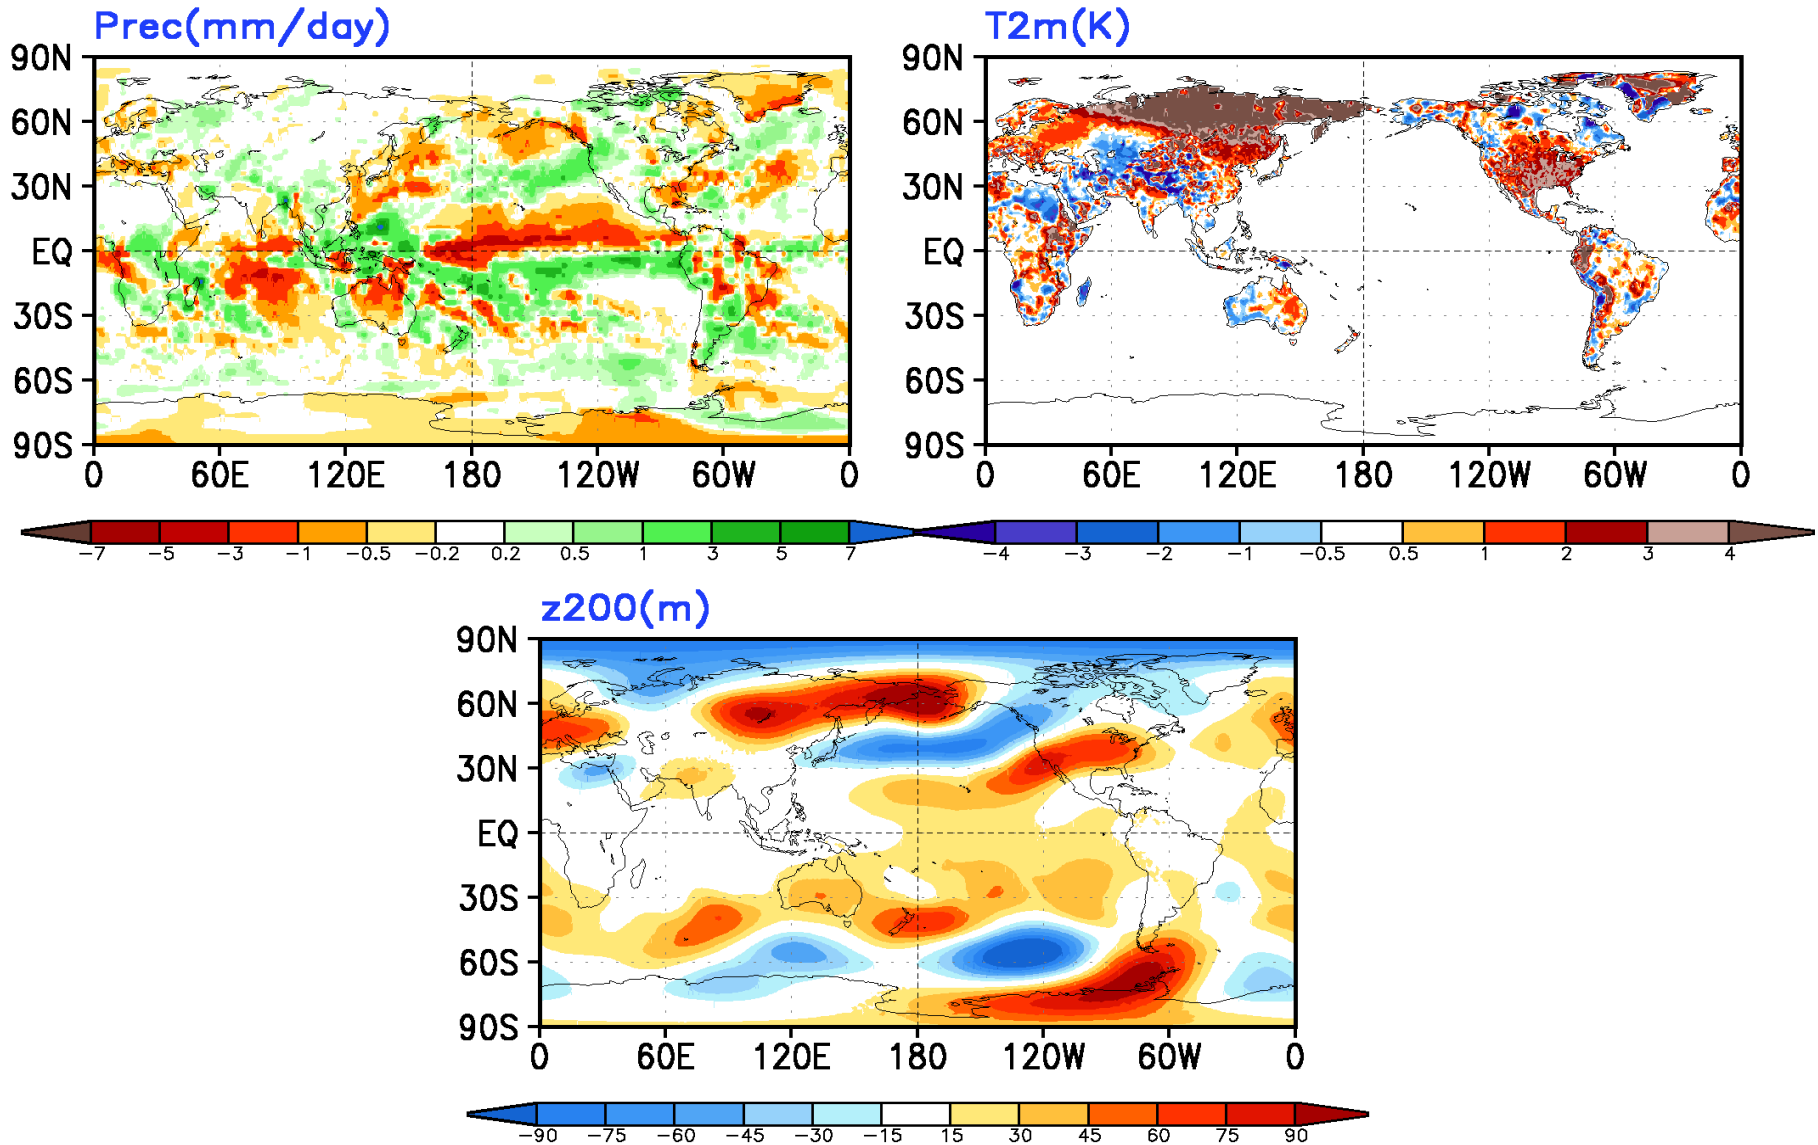 Prec(mm/day)
T2m(K)
90N
60N
30N
EQ
30S
60S
90S
0 60E 120E 180 120W 60W 0
90N
60N
30N
EQ
30S
60S
90S
0 60E 120E 180 120W 60W 0
-7 -5 -3 -1 -0.5 -0.2 0.2 0.5 1 3 5 7
-4 -3 -2 -1 -0.5 0.5 1 2 3 4
z200(m)
90N
60N
30N
EQ
30S
60S
90S
0 60E 120E 180 120W 60W 0
-90 -75 -60 -45 -30 -15 15 30 45 60 75 90